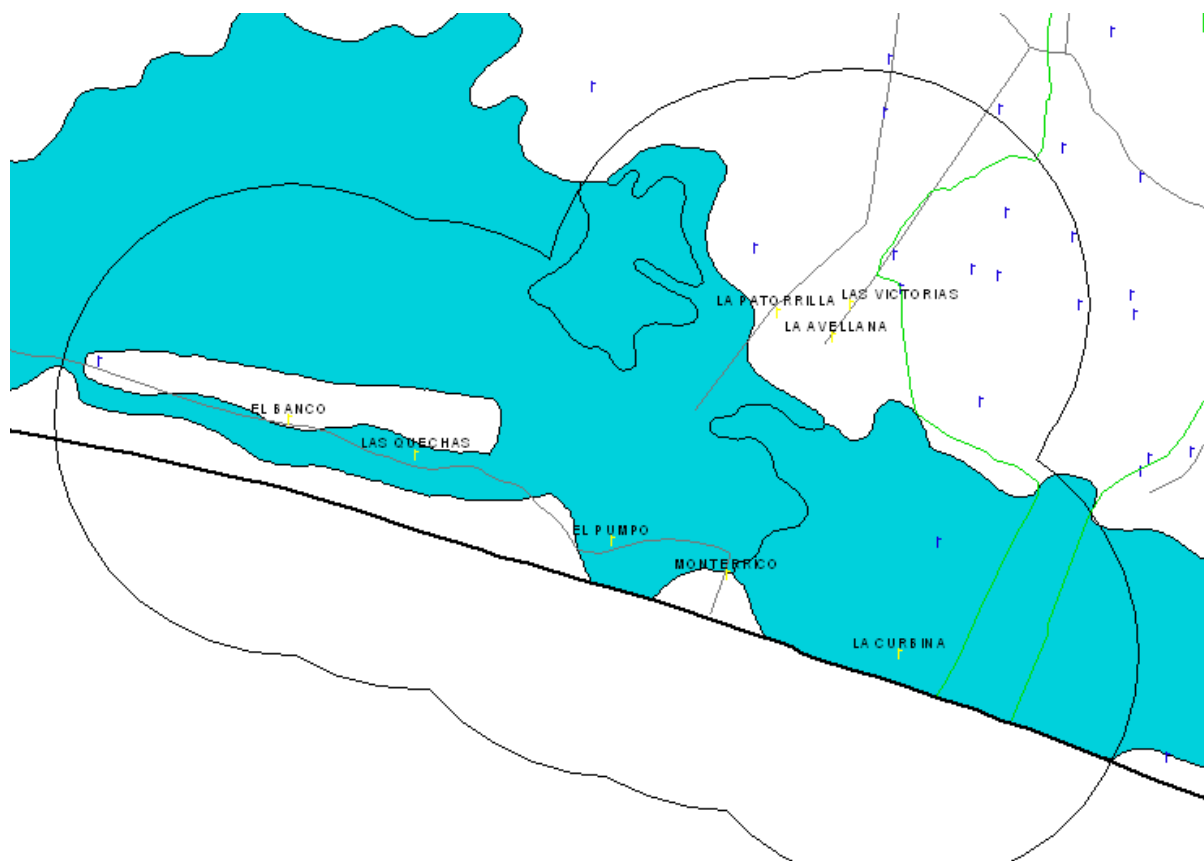 LA PATORRILLA
LAS VICTORIAS
LA AVELLANA
EL BANCO
LAS QUECHAS
EL PUMPO
MONTERRICO
LA CURBINA